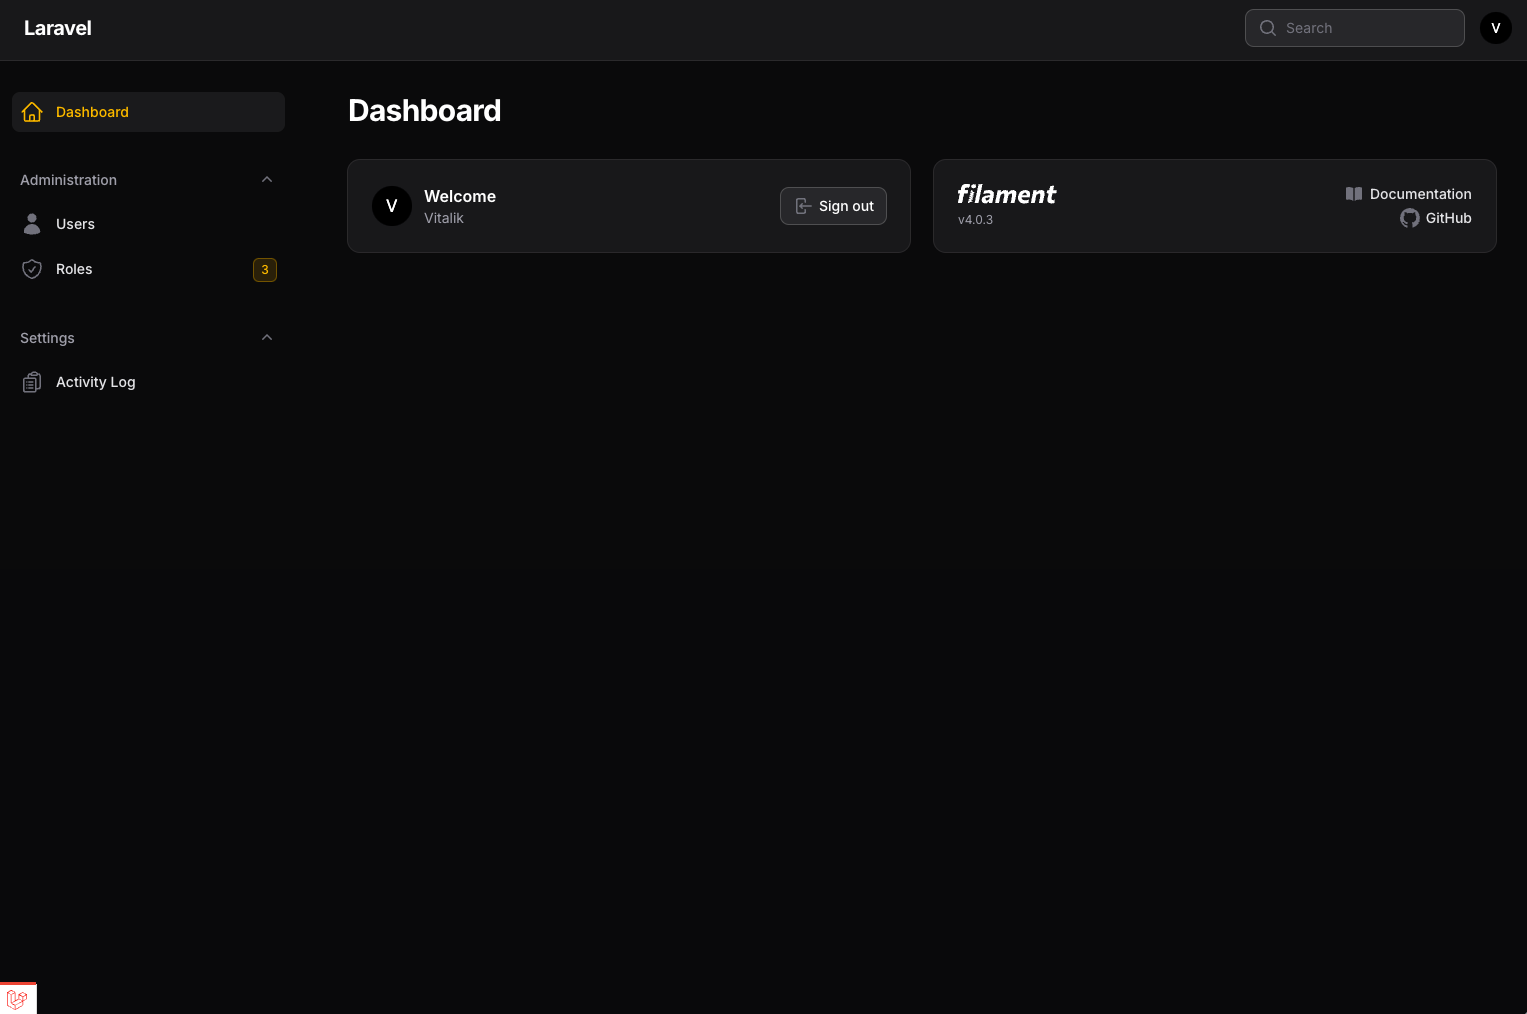 Laravel
Search
V
Dashboard
Administration
Users
Roles
3
Settings
Activity Log
Dashboard
V
Welcome
Vitalik
Sign out
filament
v4.0.3
Documentation
GitHub